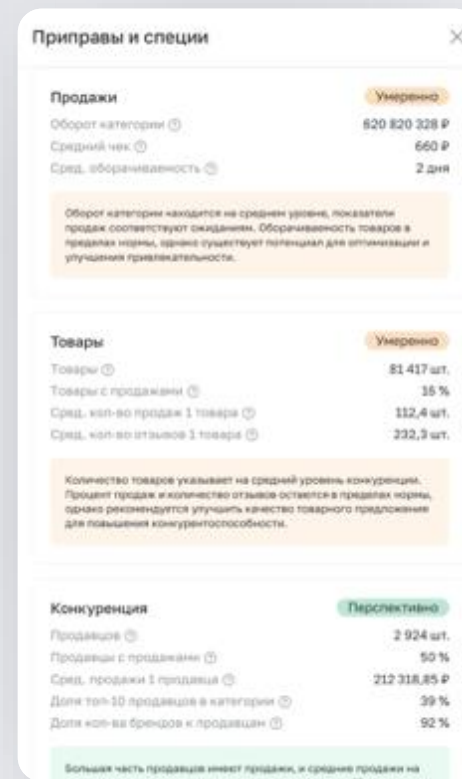 Приправы и специи
Продажи Умеренно
Оборот категории 620 820 328 ₽
Средний чек 660 ₽
Сред. оборачиваемость 2 дня
Оборот категории находится на среднем уровне, показатели
продаж соответствуют ожиданиям. Оборачиваемость товаров в
пределах нормы, однако существует потенциал для оптимизации и
улучшения привлекательности.
Товары Умеренно
Товары 81 417 шт.
Товары с продажами 16 %
Сред. кол-во продаж 1 товара 112,4 шт.
Сред. кол-во отзывов 1 товара 232,3 шт.
Количество товаров указывает на средний уровень конкуренции.
Процент продаж и количество отзывов остаются в пределах нормы,
однако рекомендуется улучшить качество товарного предложения
для повышения конкурентоспособности.
Конкуренция Перспективно
Продавцов 2 924 шт.
Продавцы с продажами 50 %
Сред. продажи 1 продавца 212 318,85 ₽
Доля топ-10 продавцов в категории 39 %
Доля кол-ва брендов к продавцам 92 %
Большая часть продавцов имеют продажи, и средние продажи на